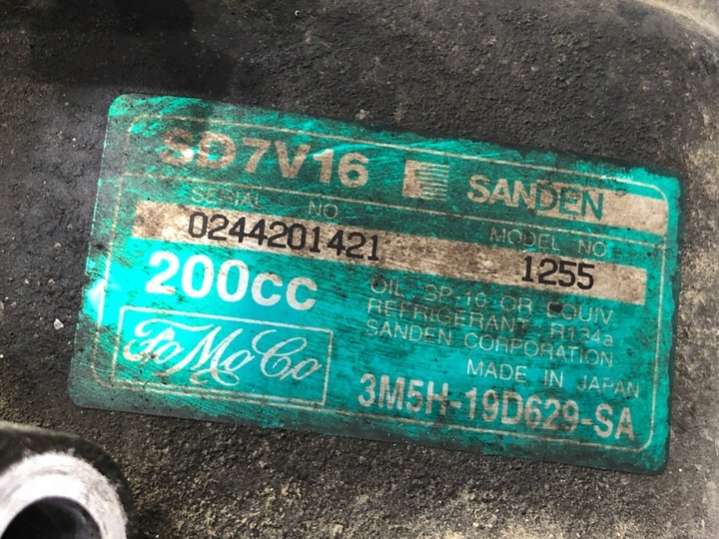 SD7V16 SANDEN
SERIAL NO MODEL NO
0244201421 1255
200cc
OIL SP-10 OR EQUIV
REFRIGERANT R134a
SANDEN CORPORATION
MADE IN JAPAN
FoMoCo
3M5H-19D629-SA